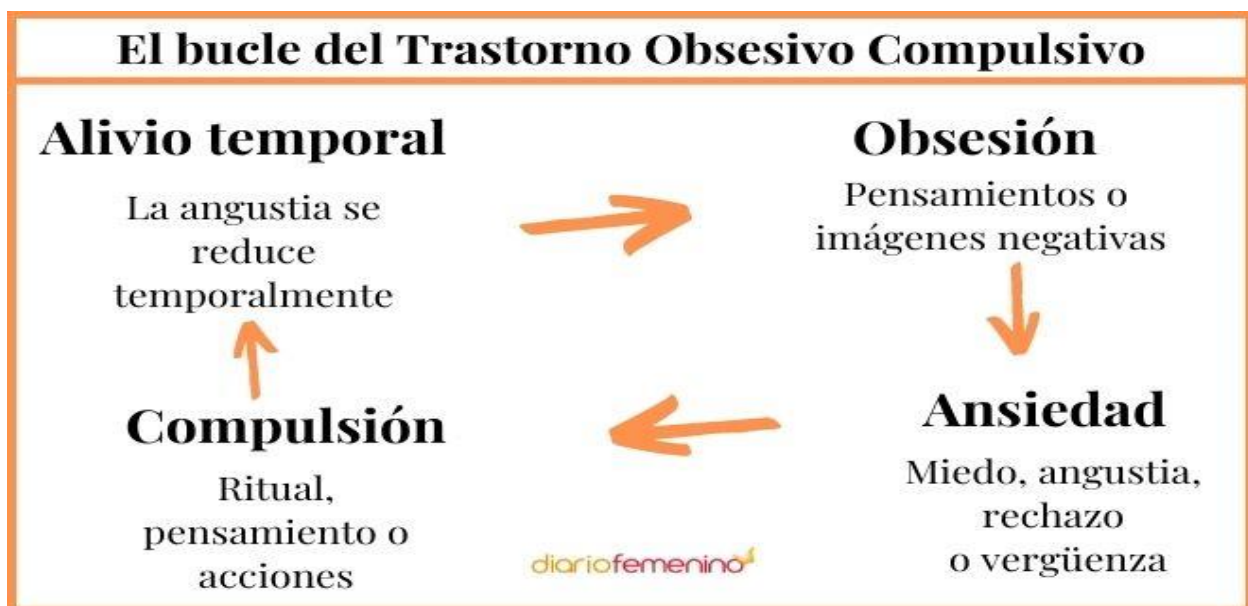 El bucle del Trastorno Obsesivo Compulsivo
Alivio temporal
La angustia se
reduce
temporalmente
Obsesión
Pensamientos o
imágenes negativas
Compulsión
Ritual,
pensamiento o
acciones
Ansiedad
Miedo, angustia,
rechazo
o vergüenza
diariofemenino